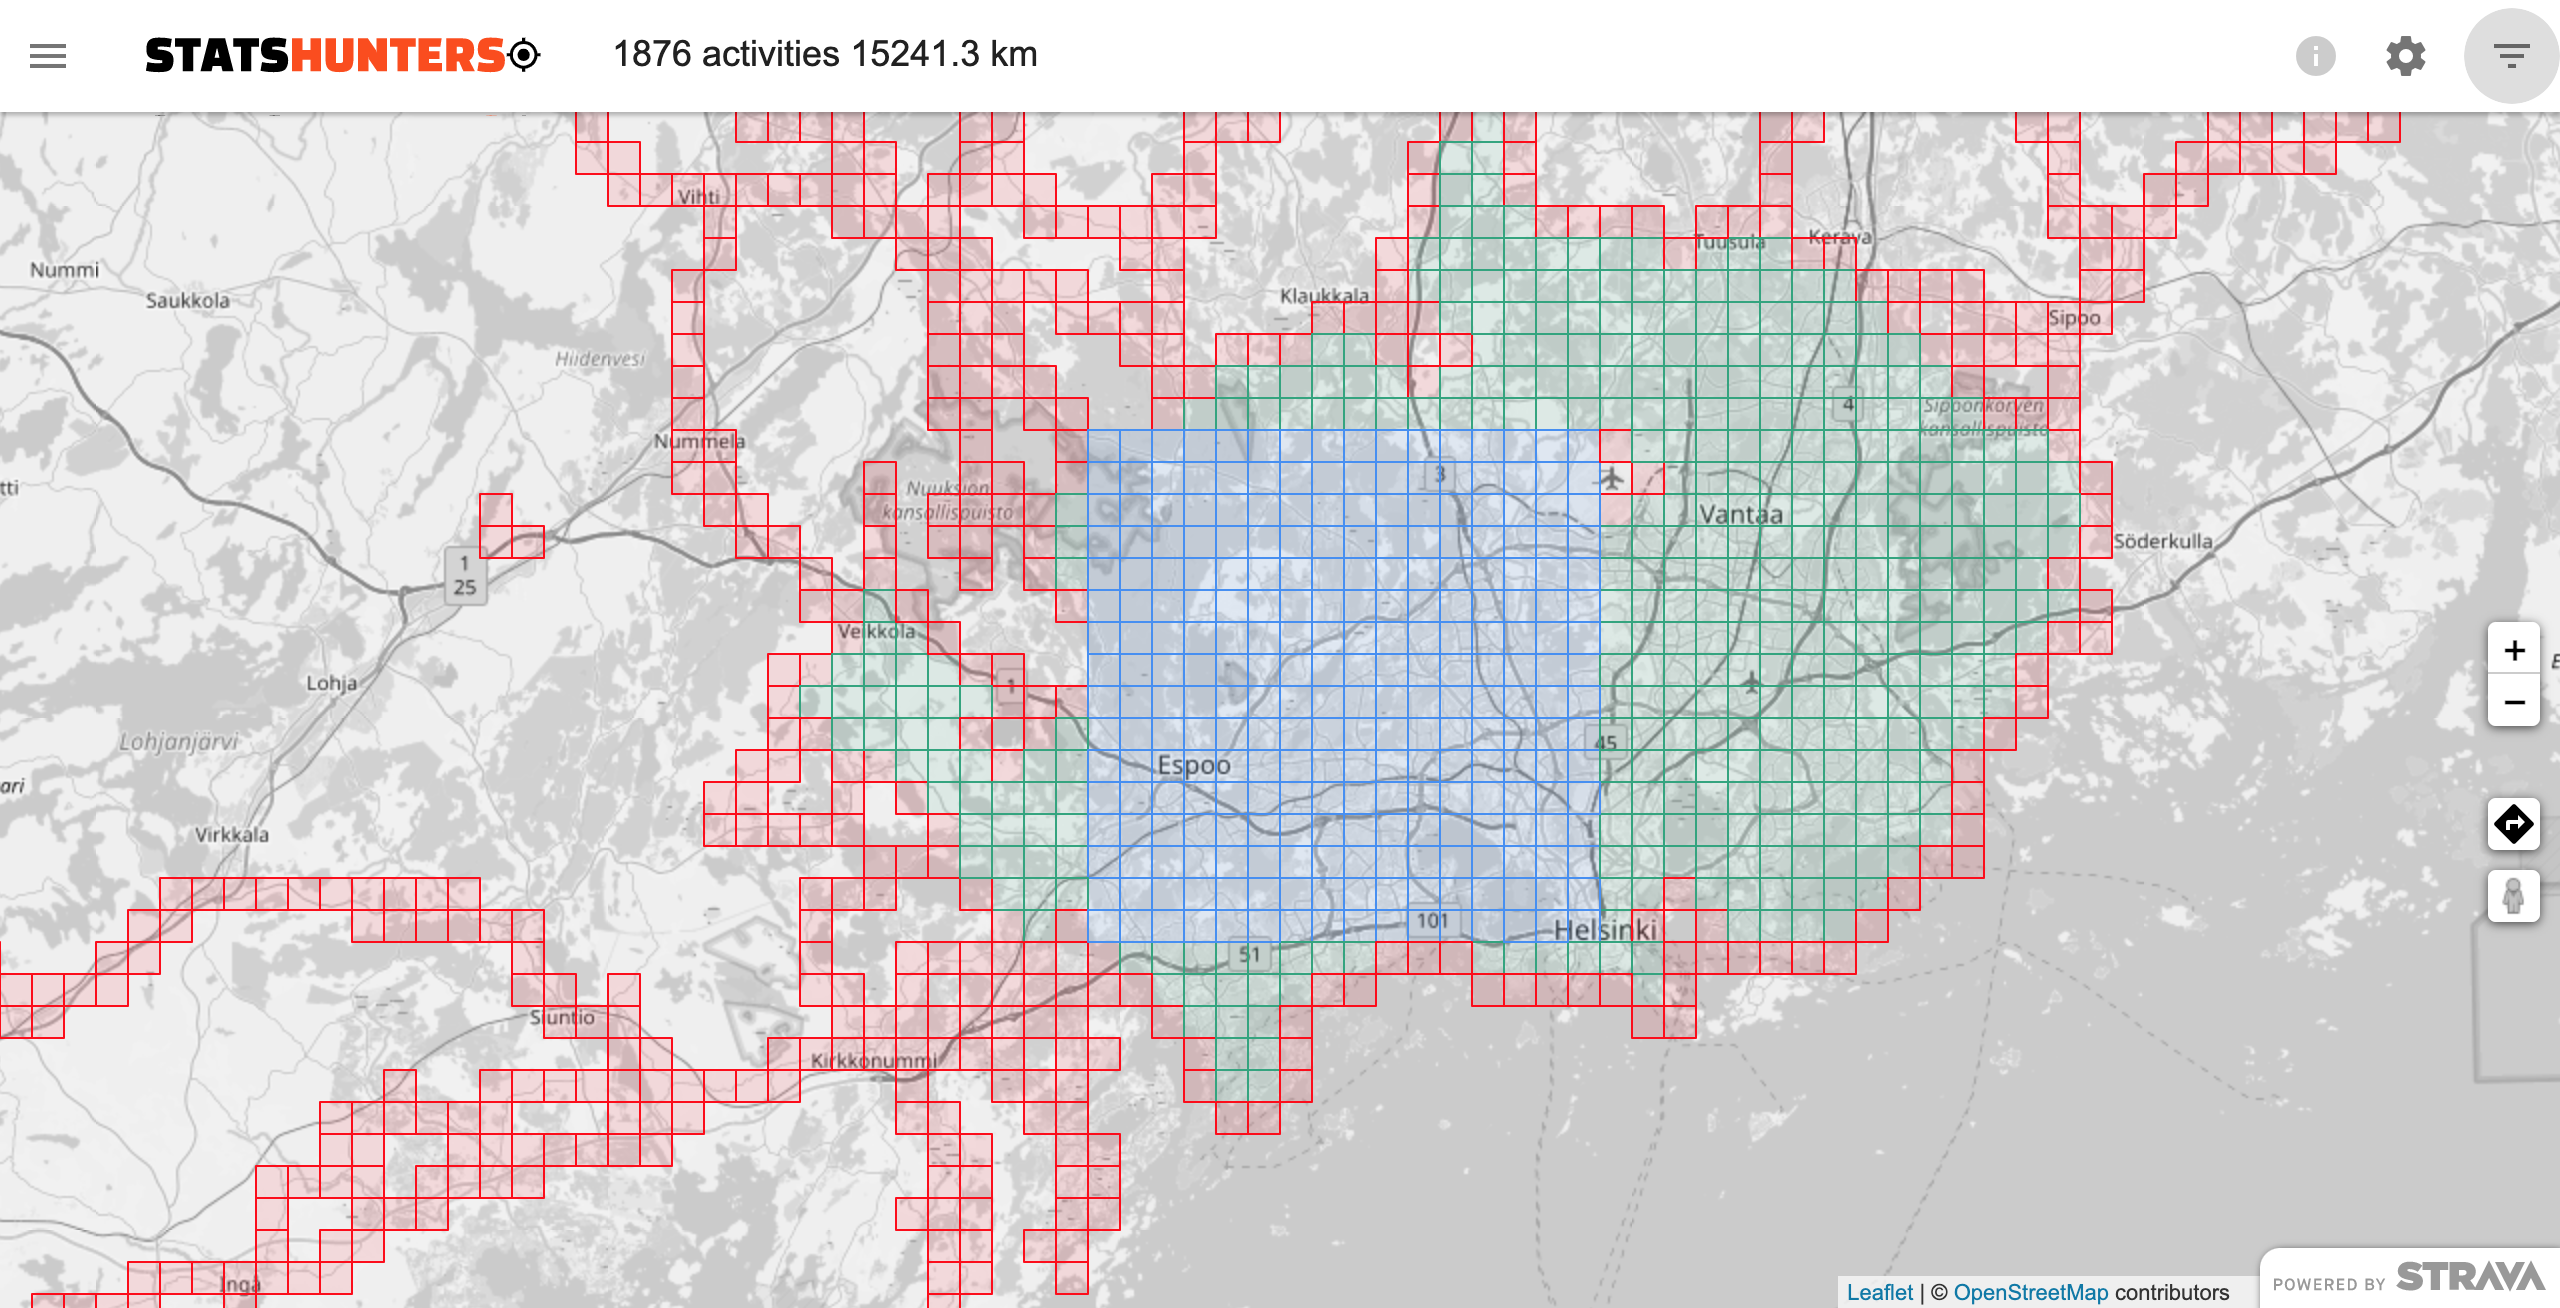 STATSHUNTERS
1876 activities 15241.3 km
Vihti
Nummi
Saukkola
Tuusula
Kerava
Klaukkala
Sipoo
Hiidenvesi
4
Sipoonkorven
kansallispuisto
Nummela
3
tti
Nuuksion
kansallispuisto
Vantaa
Söderkulla
1
25
Veikkola
+
−
Lohja
1
Lohjanjärvi
45
Espoo
ari
Virkkala
101
Helsinki
51
Siuntio
Kirkkonummi
Inga
Leaflet | © OpenStreetMap contributors
POWERED BY STRAVA